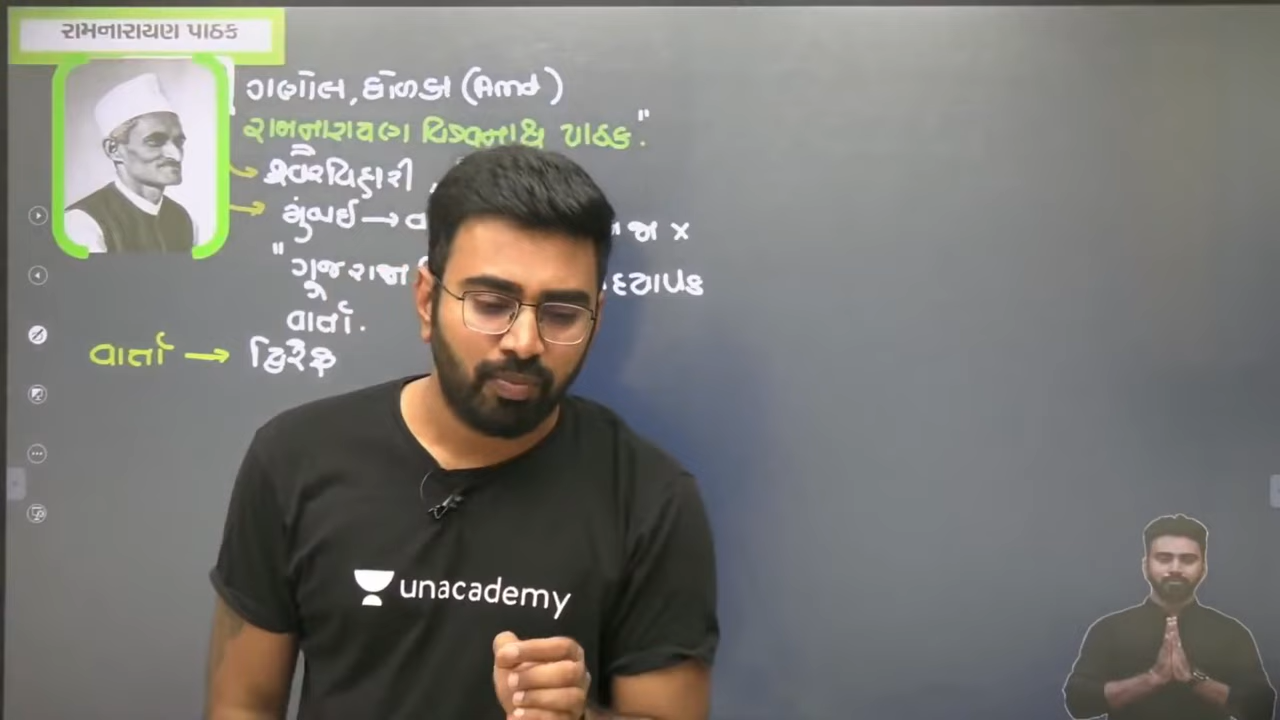 રામનારાયણ પાઠક
ગાણોલ, ધોળકા (Amd)
રામનારાયણ વિશ્વનાથ પાઠક."
સ્વૈરવિહારી
મુંબઈ →
જા x
" ગુજરાતી
વાર્તા.
વાર્તા → દ્વિરેફ
unacademy